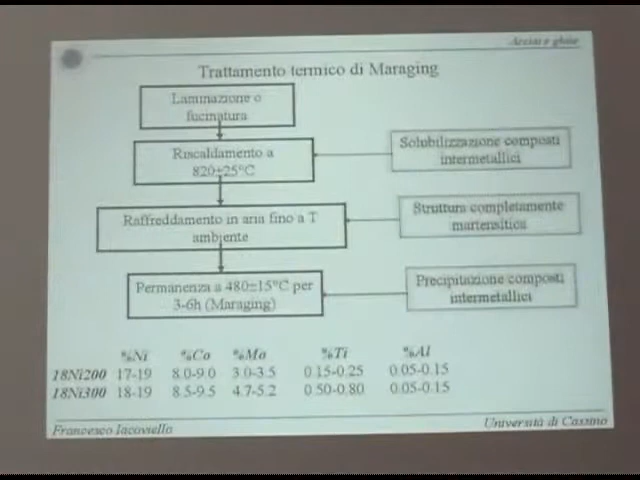 Acciai e ghise
Trattamento termico di Maraging
Laminazione o
fucinatura
Riscaldamento a
820±25°C
Solubilizzazione composti
intermetallici
Raffreddamento in aria fino a T
ambiente
Struttura completamente
martensitica
Permanenza a 480±15°C per
3-6h (Maraging)
Precipitazione composti
intermetallici
%Ni %Co %Mo %Ti %Al
18Ni200 17-19 8.0-9.0 3.0-3.5 0.15-0.25 0.05-0.15
18Ni300 18-19 8.5-9.5 4.7-5.2 0.50-0.80 0.05-0.15
Francesco Iacoviello Università di Cassino